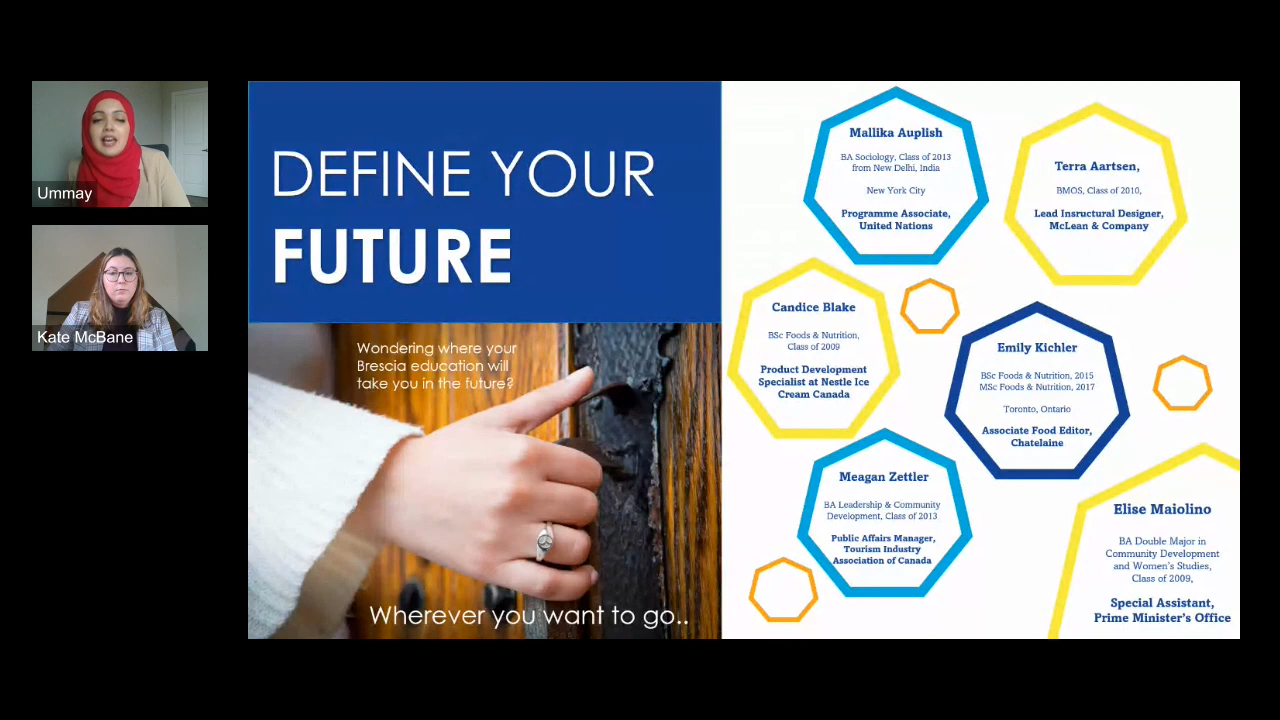 Ummay
Kate McBane
DEFINE YOUR
FUTURE
Wondering where your
Brescia education will
take you in the future?
Wherever you want to go..
Mallika Auplish
BA Sociology, Class of 2013
from New Delhi, India
New York City
Programme Associate,
United Nations
Terra Aartsen,
BMOS, Class of 2010,
Lead Insructural Designer,
McLean & Company
Candice Blake
BSc Foods & Nutrition,
Class of 2009
Product Development
Specialist at Nestle Ice
Cream Canada
Emily Kichler
BSc Foods & Nutrition, 2015
MSc Foods & Nutrition, 2017
Toronto, Ontario
Associate Food Editor,
Chatelaine
Meagan Zettler
BA Leadership & Community
Development, Class of 2013
Public Affairs Manager,
Tourism Industry
Association of Canada
Elise Maiolino
BA Double Major in
Community Development
and Women's Studies,
Class of 2009,
Special Assistant,
Prime Minister's Office